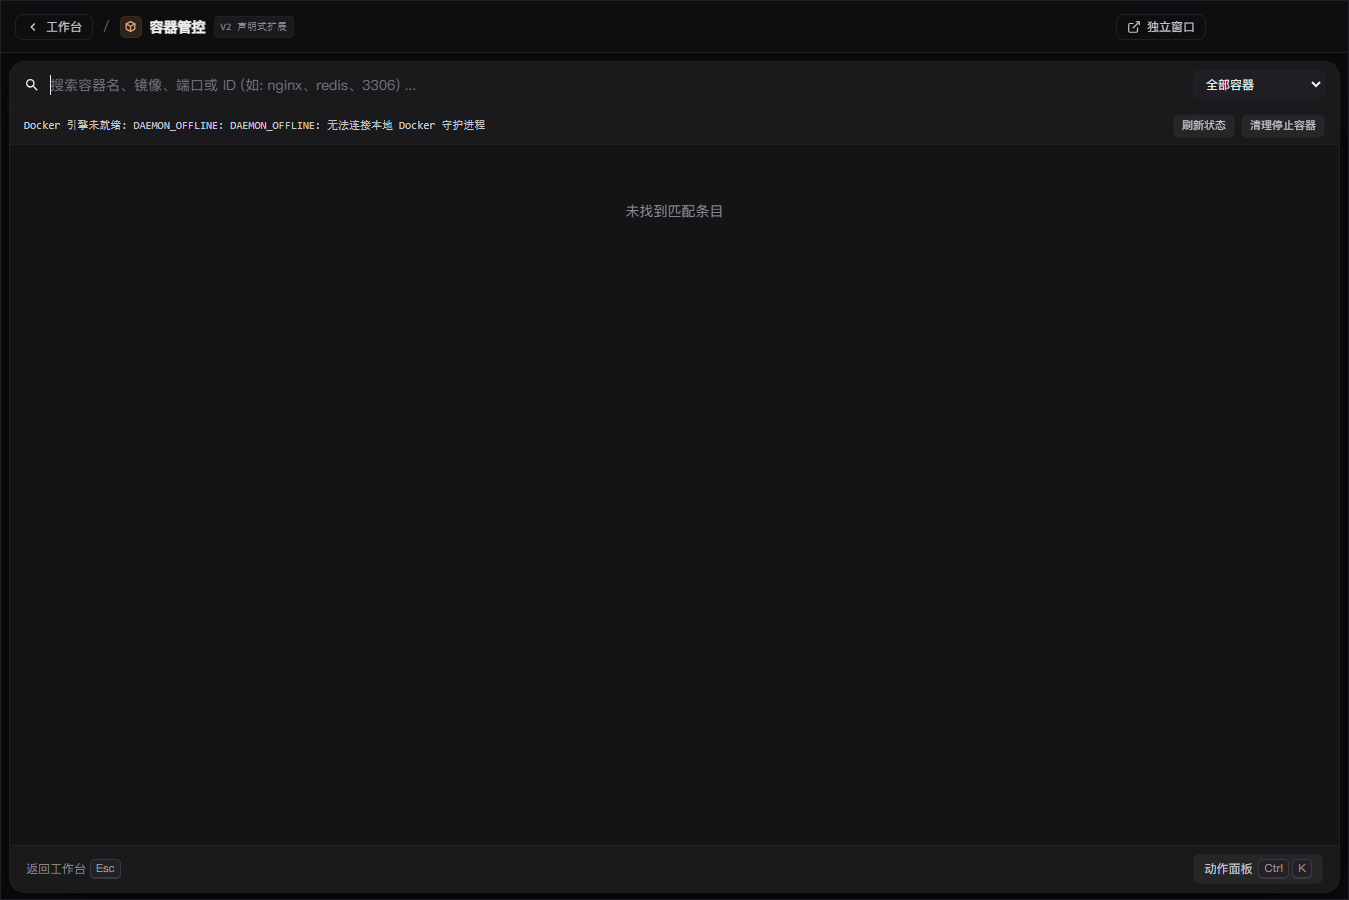 工作台 / 容器管控 V2 声明式扩展 独立窗口
搜索容器名、镜像、端口或 ID (如: nginx、redis、3306) ... 全部容器
Docker 引擎未就绪: DAEMON_OFFLINE: DAEMON_OFFLINE: 无法连接本地 Docker 守护进程 刷新状态 清理停止容器
未找到匹配条目
返回工作台 Esc 动作面板 Ctrl K